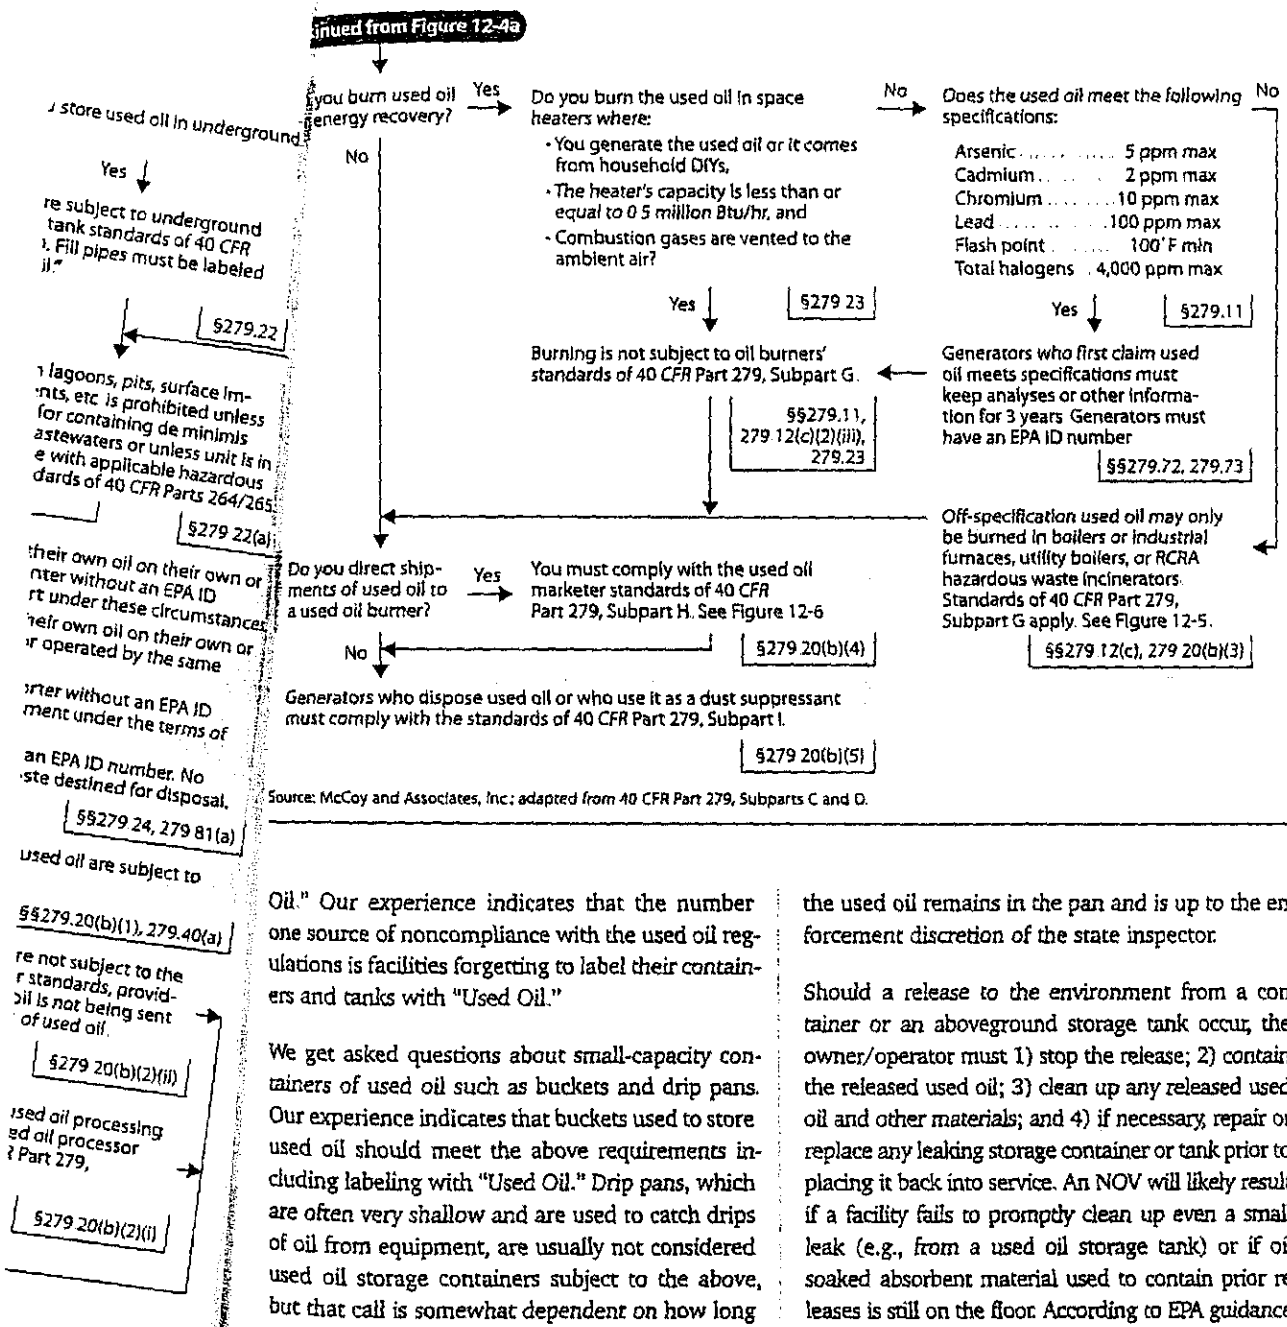 inued from Figure 12-4a
store used oil in underground
Yes
re subject to underground
tank standards of 40 CFR
). Fill pipes must be labeled
il."
§279.22
n lagoons, pits, surface im-
nts, etc is prohibited unless
for containing de minimis
astewaters or unless unit is in
e with applicable hazardous
dards of 40 CFR Parts 264/265.
§279 22(a)
their own oil on their own or
nter without an EPA ID
rt under these circumstances
heir own oil on their own or
or operated by the same
orter without an EPA ID
ment under the terms of
an EPA ID number. No
ste destined for disposal,
§§279 24, 279 81(a)
used oil are subject to
§§279.20(b)(1), 279.40(a)
re not subject to the
r standards, provid-
oil is not being sent
of used oil.
§279 20(b)(2)(ii)
used oil processing
ed oil processor
R Part 279,
§279 20(b)(2)(i)
you burn used oil
energy recovery?
Yes
No
Do you burn the used oil in space
heaters where:
• You generate the used oil or it comes
from household DIYs,
• The heater's capacity is less than or
equal to 0 5 million Btu/hr, and
• Combustion gases are vented to the
ambient air?
No
Yes
§279 23
Does the used oil meet the following
specifications:
No
Arsenic . . . . . . . . . 5 ppm max
Cadmium . . . . . . 2 ppm max
Chromium . . . . . . . 10 ppm max
Lead . . . . . . . . . 100 ppm max
Flash point . . . . . . 100°F min
Total halogens . 4,000 ppm max
Yes
§279.11
Burning is not subject to oil burners'
standards of 40 CFR Part 279, Subpart G.
§§279.11,
279 12(c)(2)(iii),
279.23
Generators who first claim used
oil meets specifications must
keep analyses or other informa-
tion for 3 years Generators must
have an EPA ID number
§§279.72, 279.73
Off-specification used oil may only
be burned in boilers or industrial
furnaces, utility boilers, or RCRA
hazardous waste incinerators.
Standards of 40 CFR Part 279,
Subpart G apply. See Figure 12-5.
§§279 12(c), 279 20(b)(3)
Do you direct ship-
ments of used oil to
a used oil burner?
Yes
No
You must comply with the used oil
marketer standards of 40 CFR
Part 279, Subpart H. See Figure 12-6
§279 20(b)(4)
Generators who dispose used oil or who use it as a dust suppressant
must comply with the standards of 40 CFR Part 279, Subpart I.
§279 20(b)(5)
Source: McCoy and Associates, Inc.; adapted from 40 CFR Part 279, Subparts C and D.
Oil." Our experience indicates that the number
one source of noncompliance with the used oil reg-
ulations is facilities forgetting to label their contain-
ers and tanks with "Used Oil."
We get asked questions about small-capacity con-
tainers of used oil such as buckets and drip pans.
Our experience indicates that buckets used to store
used oil should meet the above requirements in-
cluding labeling with "Used Oil." Drip pans, which
are often very shallow and are used to catch drips
of oil from equipment, are usually not considered
used oil storage containers subject to the above,
but that call is somewhat dependent on how long
the used oil remains in the pan and is up to the en
forcement discretion of the state inspector.
Should a release to the environment from a con
tainer or an aboveground storage tank occur, the
owner/operator must 1) stop the release; 2) contain
the released used oil; 3) clean up any released used
oil and other materials; and 4) if necessary, repair or
replace any leaking storage container or tank prior to
placing it back into service. An NOV will likely resul
if a facility fails to promptly clean up even a smal
leak (e.g., from a used oil storage tank) or if oi
soaked absorbent material used to contain prior re
leases is still on the floor. According to EPA guidance